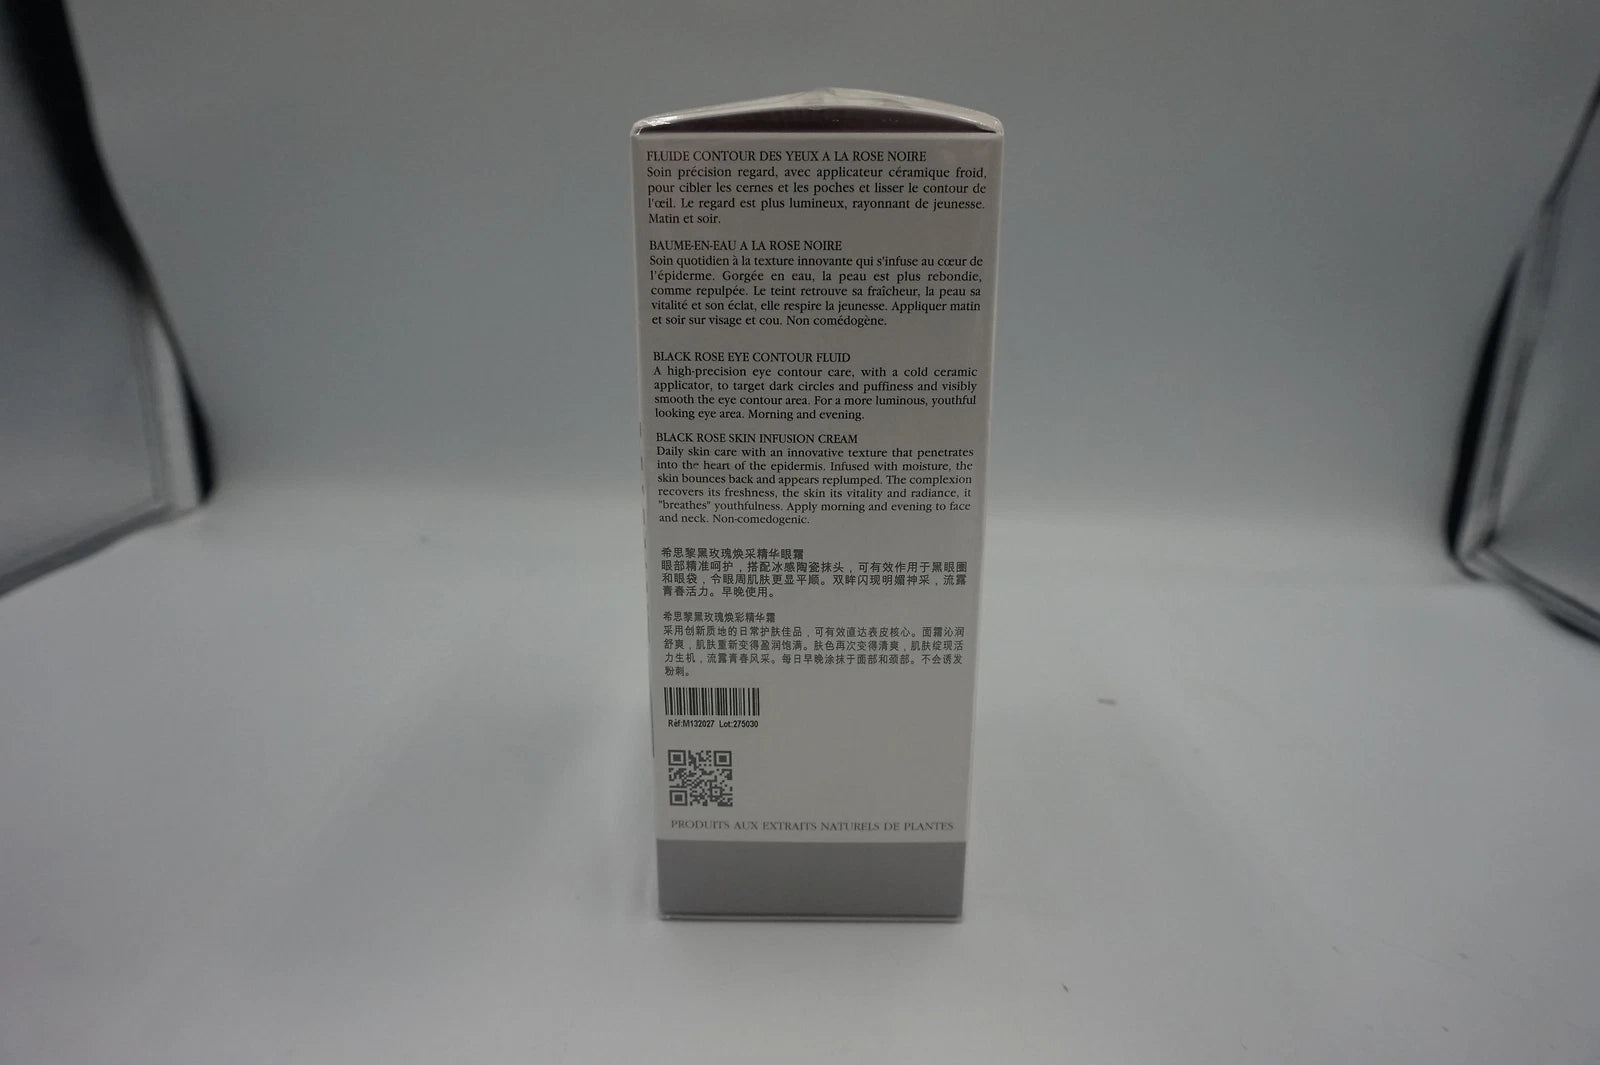 FLUIDE CONTOUR DES YEUX A LA ROSE NOIRE
Soin précision regard, avec applicateur céramique froid,
pour cibler les cernes et les poches et lisser le contour de
l'œil. Le regard est plus lumineux, rayonnant de jeunesse.
Matin et soir.
BAUME-EN-EAU A LA ROSE NOIRE
Soin quotidien à la texture innovante qui s'infuse au cœur de
l'épiderme. Gorgée en eau, la peau est plus rebondie,
comme repulpée. Le teint retrouve sa fraîcheur, la peau sa
vitalité et son éclat, elle respire la jeunesse. Appliquer matin
et soir sur visage et cou. Non comédogène.
BLACK ROSE EYE CONTOUR FLUID
A high-precision eye contour care, with a cold ceramic
applicator, to target dark circles and puffiness and visibly
smooth the eye contour area. For a more luminous, youthful
looking eye area. Morning and evening.
BLACK ROSE SKIN INFUSION CREAM
Daily skin care with an innovative texture that penetrates
into the heart of the epidermis. Infused with moisture, the
skin bounces back and appears replumped. The complexion
recovers its freshness, the skin its vitality and radiance, it
"breathes" youthfulness. Apply morning and evening to face
and neck. Non-comedogenic.
希思黎黑玫瑰焕采精华眼霜
眼部精准呵护，搭配冰感陶瓷抹头，可有效作用于黑眼圈
和眼袋，令眼周肌肤更显平顺。双眸闪现明媚神采，流露
青春活力。早晚使用。
希思黎黑玫瑰焕彩精华霜
采用创新质地的日常护肤佳品，可有效直达表皮核心。面霜沁润
舒爽，肌肤重新变得盈润饱满。肤色再次变得清爽，肌肤绽现活
力生机，流露青春风采。每日早晚涂抹于面部和颈部。不会诱发
粉刺。
Réf:M132027 Lot:275030
PRODUITS AUX EXTRAITS NATURELS DE PLANTES